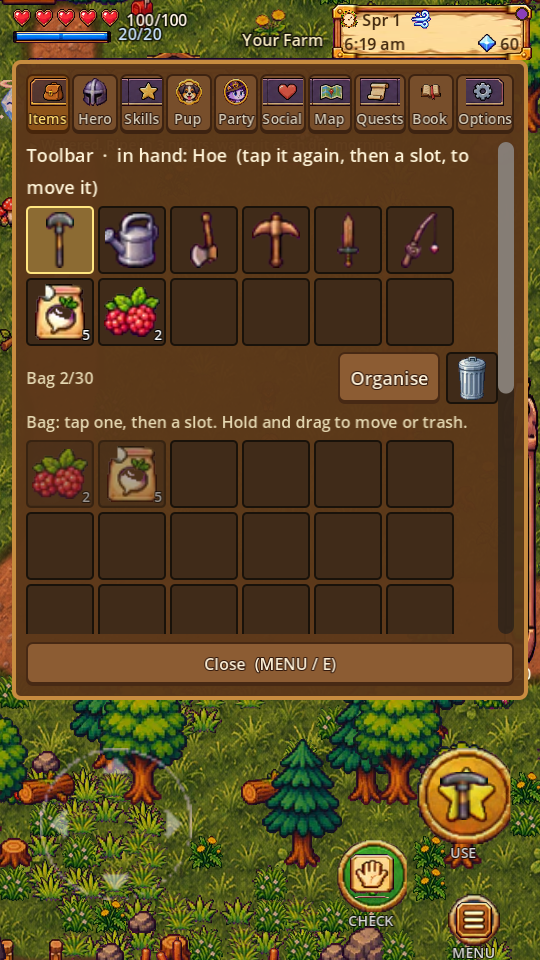 100/100
20/20
Your Farm
Spr 1
6:19 am
60
Items
Hero
Skills
Pup
Party
Social
Map
Quests
Book
Options
Toolbar · in hand: Hoe (tap it again, then a slot, to
move it)
5
2
Bag 2/30
Organise
Bag: tap one, then a slot. Hold and drag to move or trash.
2
5
Close (MENU / E)
USE
CHECK
MENU